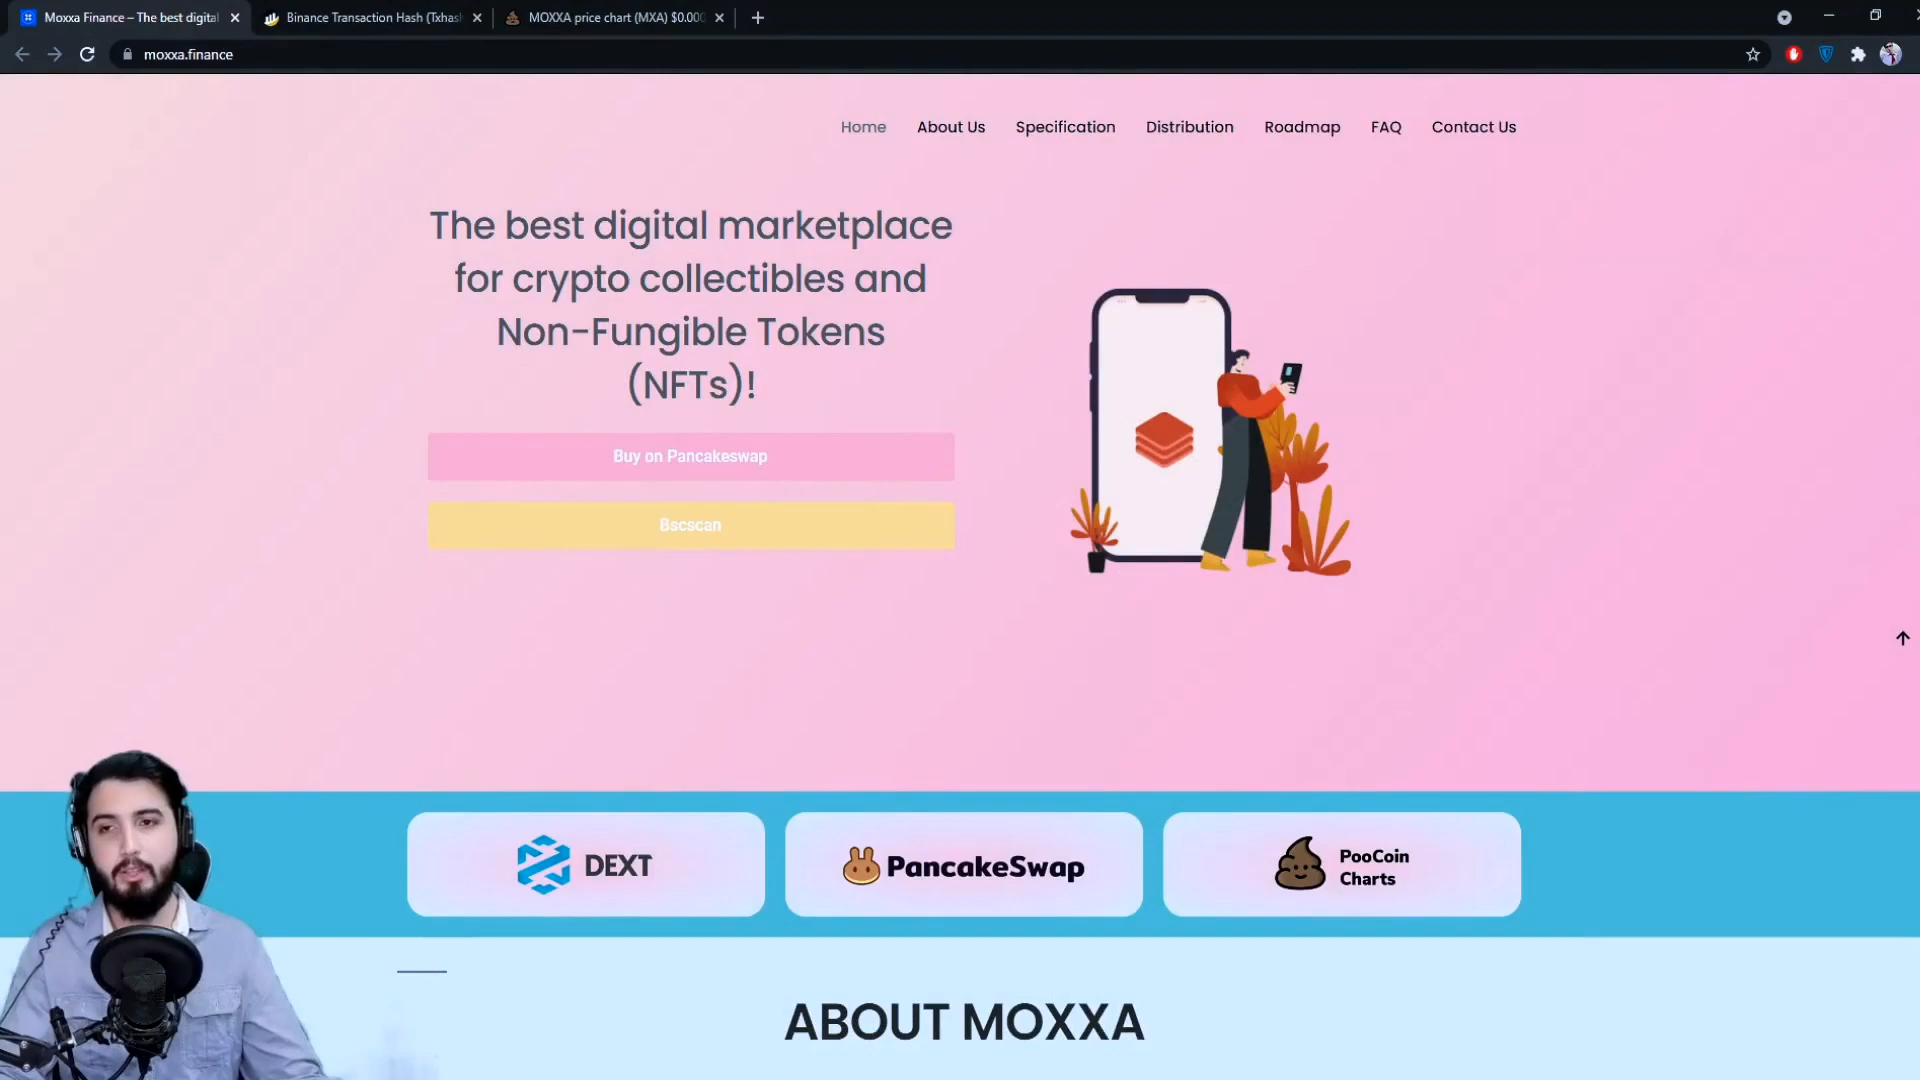 Moxxa Finance – The best digital
Binance Transaction Hash (Txhas
MOXXA price chart (MXA) $0.000
moxxa.finance
Home
About Us
Specification
Distribution
Roadmap
FAQ
Contact Us
The best digital marketplace
for crypto collectibles and
Non-Fungible Tokens
(NFTs)!
Buy on Pancakeswap
Bscscan
DEXT
PancakeSwap
PooCoin
Charts
ABOUT MOXXA